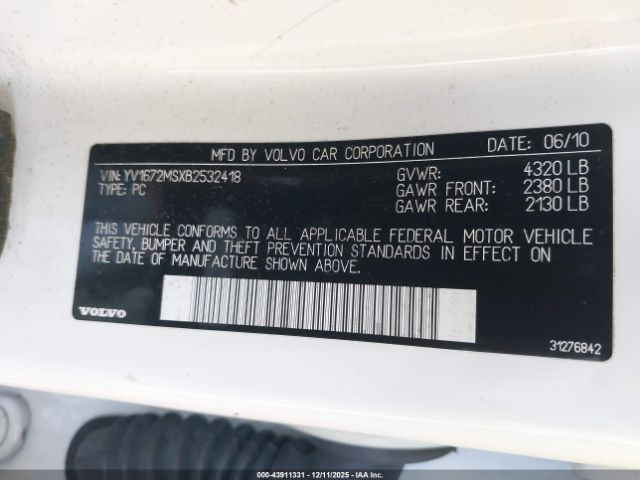 MFD BY VOLVO CAR CORPORATION DATE: 06/10
VIN: YV1672MSXB2532418 GVWR: 4320 LB
TYPE: PC GAWR FRONT: 2380 LB
GAWR REAR: 2130 LB
THIS VEHICLE CONFORMS TO ALL APPLICABLE FEDERAL MOTOR VEHICLE
SAFETY, BUMPER AND THEFT PREVENTION STANDARDS IN EFFECT ON
THE DATE OF MANUFACTURE SHOWN ABOVE.
VOLVO
31276842
00-43911331 - 12/11/2025 - IAA Inc.